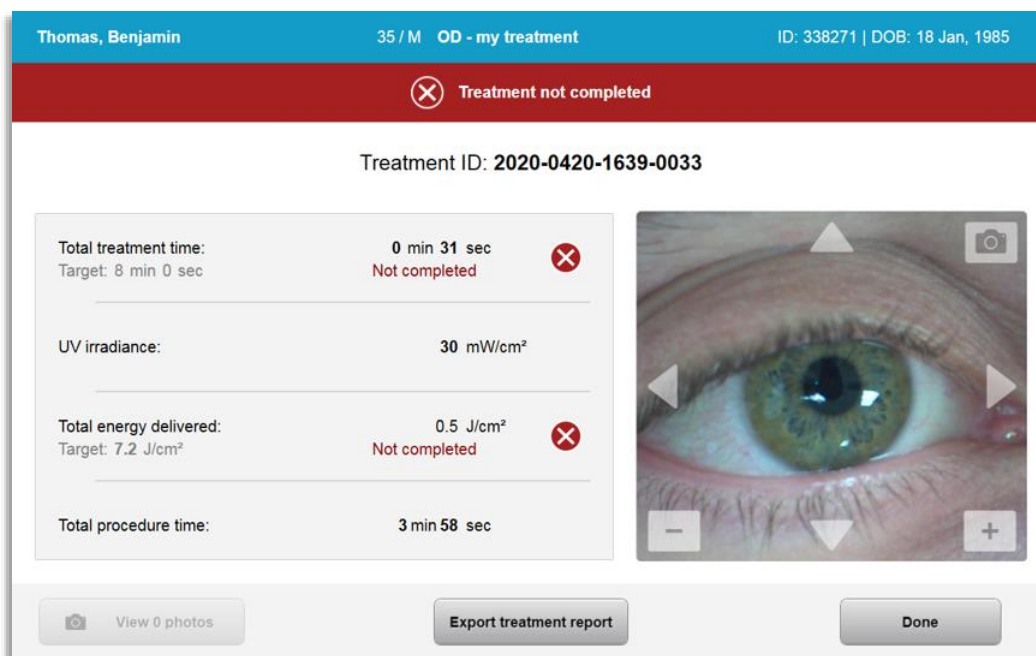 Thomas, Benjamin 35 / M OD - my treatment ID: 338271 | DOB: 18 Jan, 1985
Treatment not completed
Treatment ID: 2020-0420-1639-0033
Total treatment time: 0 min 31 sec
Target: 8 min 0 sec Not completed
UV irradiance: 30 mW/cm²
Total energy delivered: 0.5 J/cm²
Target: 7.2 J/cm² Not completed
Total procedure time: 3 min 58 sec
View 0 photos Export treatment report Done